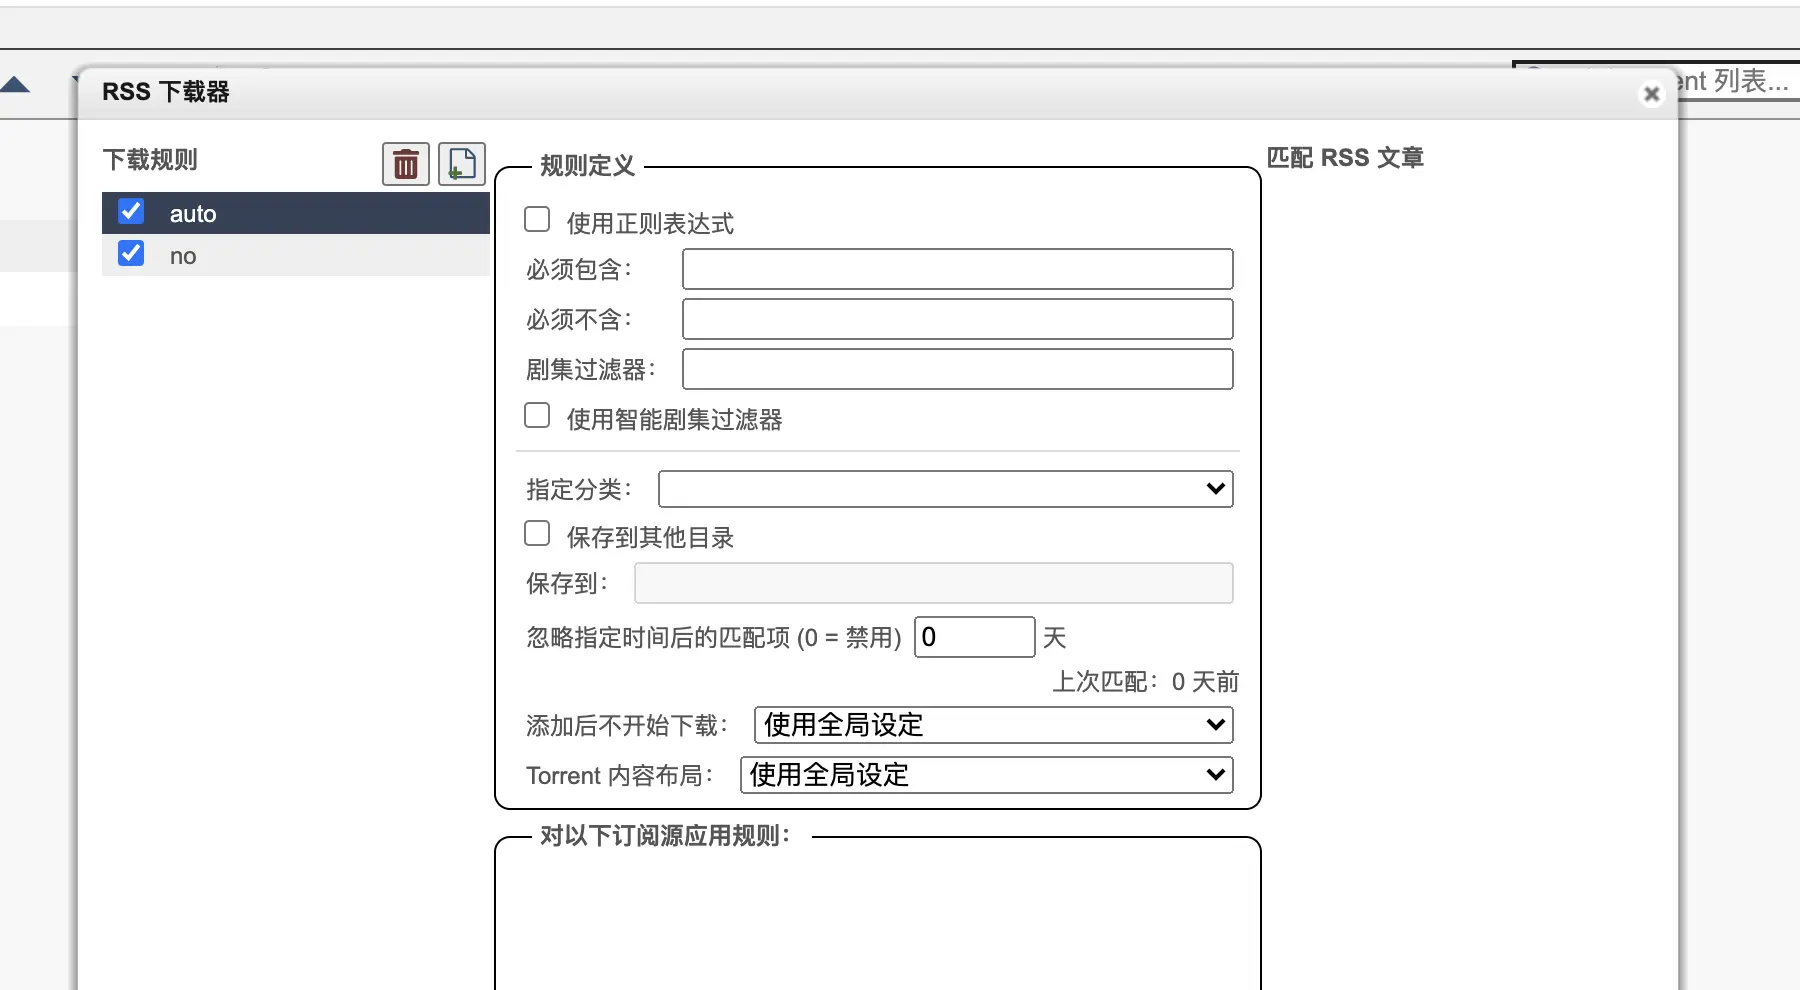 ent 列表...
RSS 下载器
下载规则
auto
no
规则定义
使用正则表达式
必须包含：
必须不含：
剧集过滤器：
使用智能剧集过滤器
指定分类：
保存到其他目录
保存到：
忽略指定时间后的匹配项 (0 = 禁用) 0 天
上次匹配：0 天前
添加后不开始下载： 使用全局设定
Torrent 内容布局： 使用全局设定
对以下订阅源应用规则：
匹配 RSS 文章